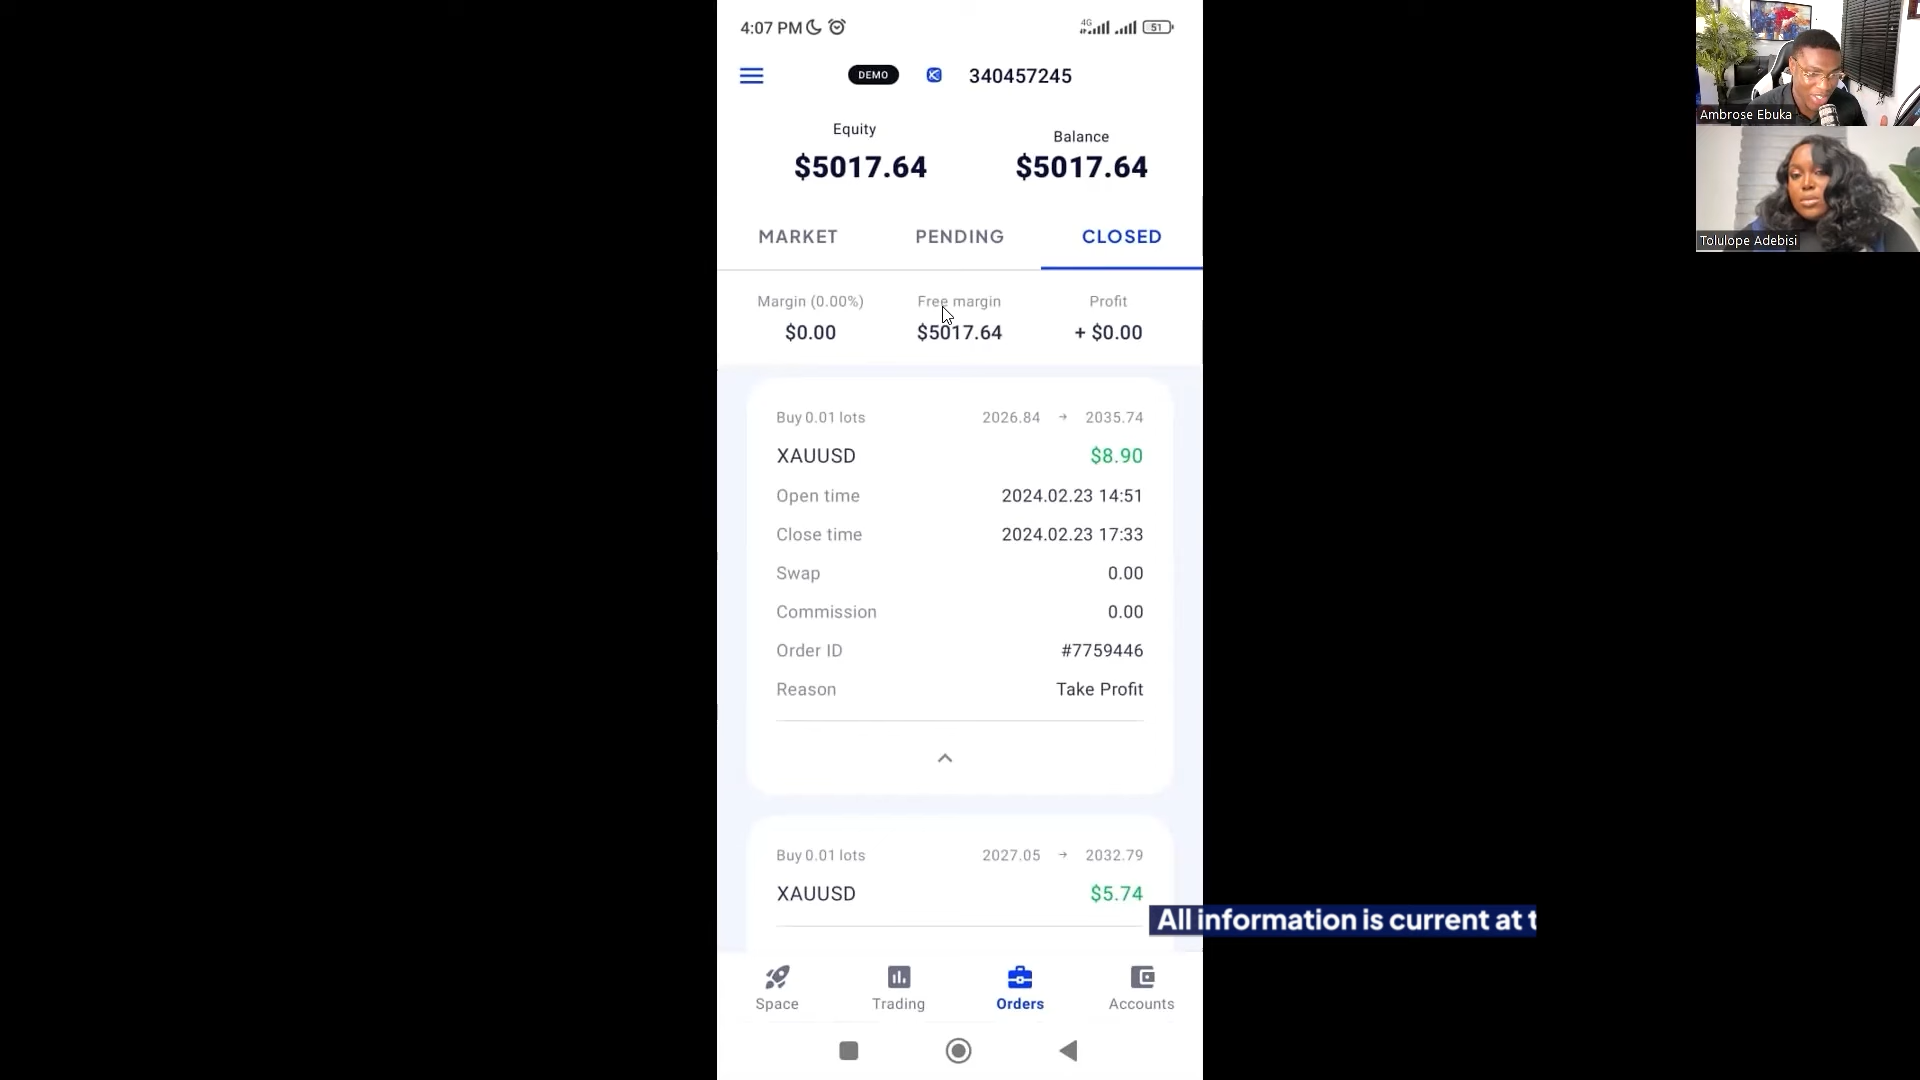 4:07 PM
4G
51
DEMO
340457245
Equity
Balance
$5017.64
$5017.64
MARKET
PENDING
CLOSED
Margin (0.00%)
Free margin
Profit
$0.00
$5017.64
+ $0.00
Buy 0.01 lots
2026.84 → 2035.74
XAUUSD
$8.90
Open time
2024.02.23 14:51
Close time
2024.02.23 17:33
Swap
0.00
Commission
0.00
Order ID
#7759446
Reason
Take Profit
Buy 0.01 lots
2027.05 → 2032.79
XAUUSD
$5.74
All information is current at t
Space
Trading
Orders
Accounts
Ambrose Ebuka
Tolulope Adebisi